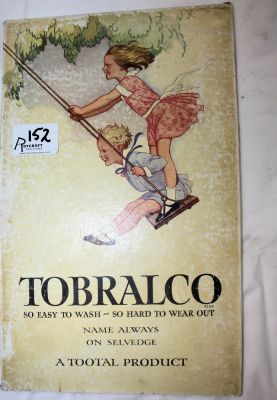 152
TOBRALCO
SO EASY TO WASH – SO HARD TO WEAR OUT
NAME ALWAYS
ON SELVEDGE
A TOOTAL PRODUCT